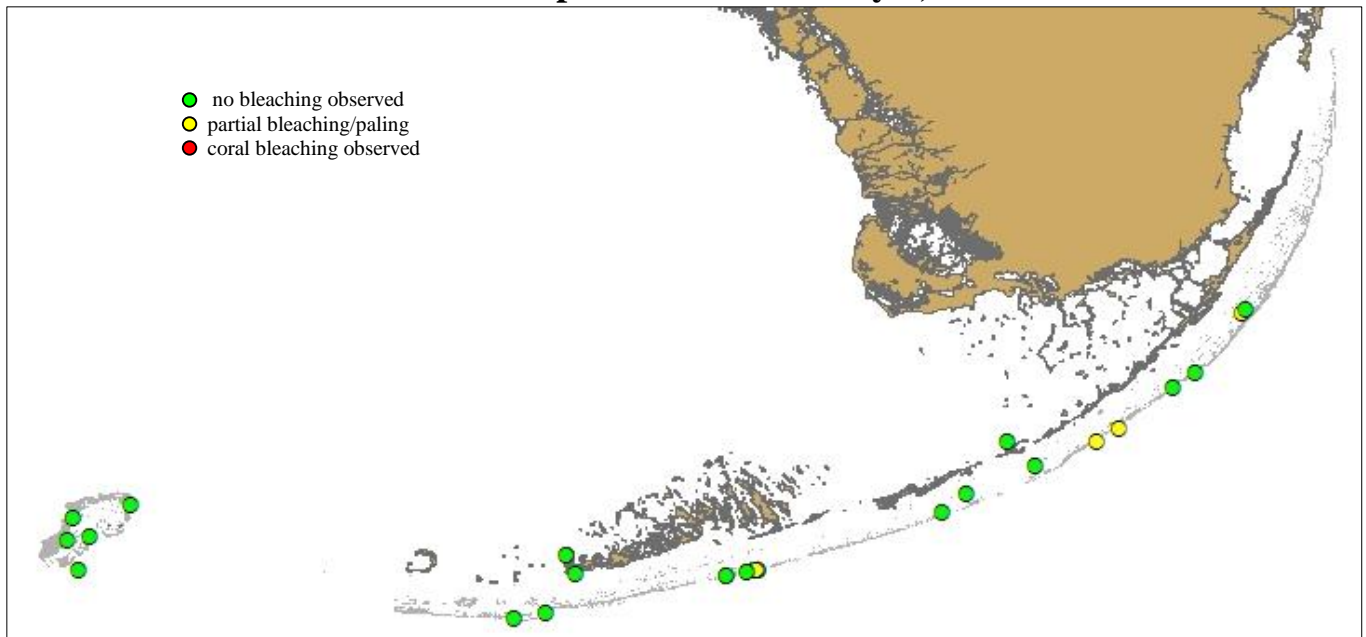 no bleaching observed
partial bleaching/paling
coral bleaching observed